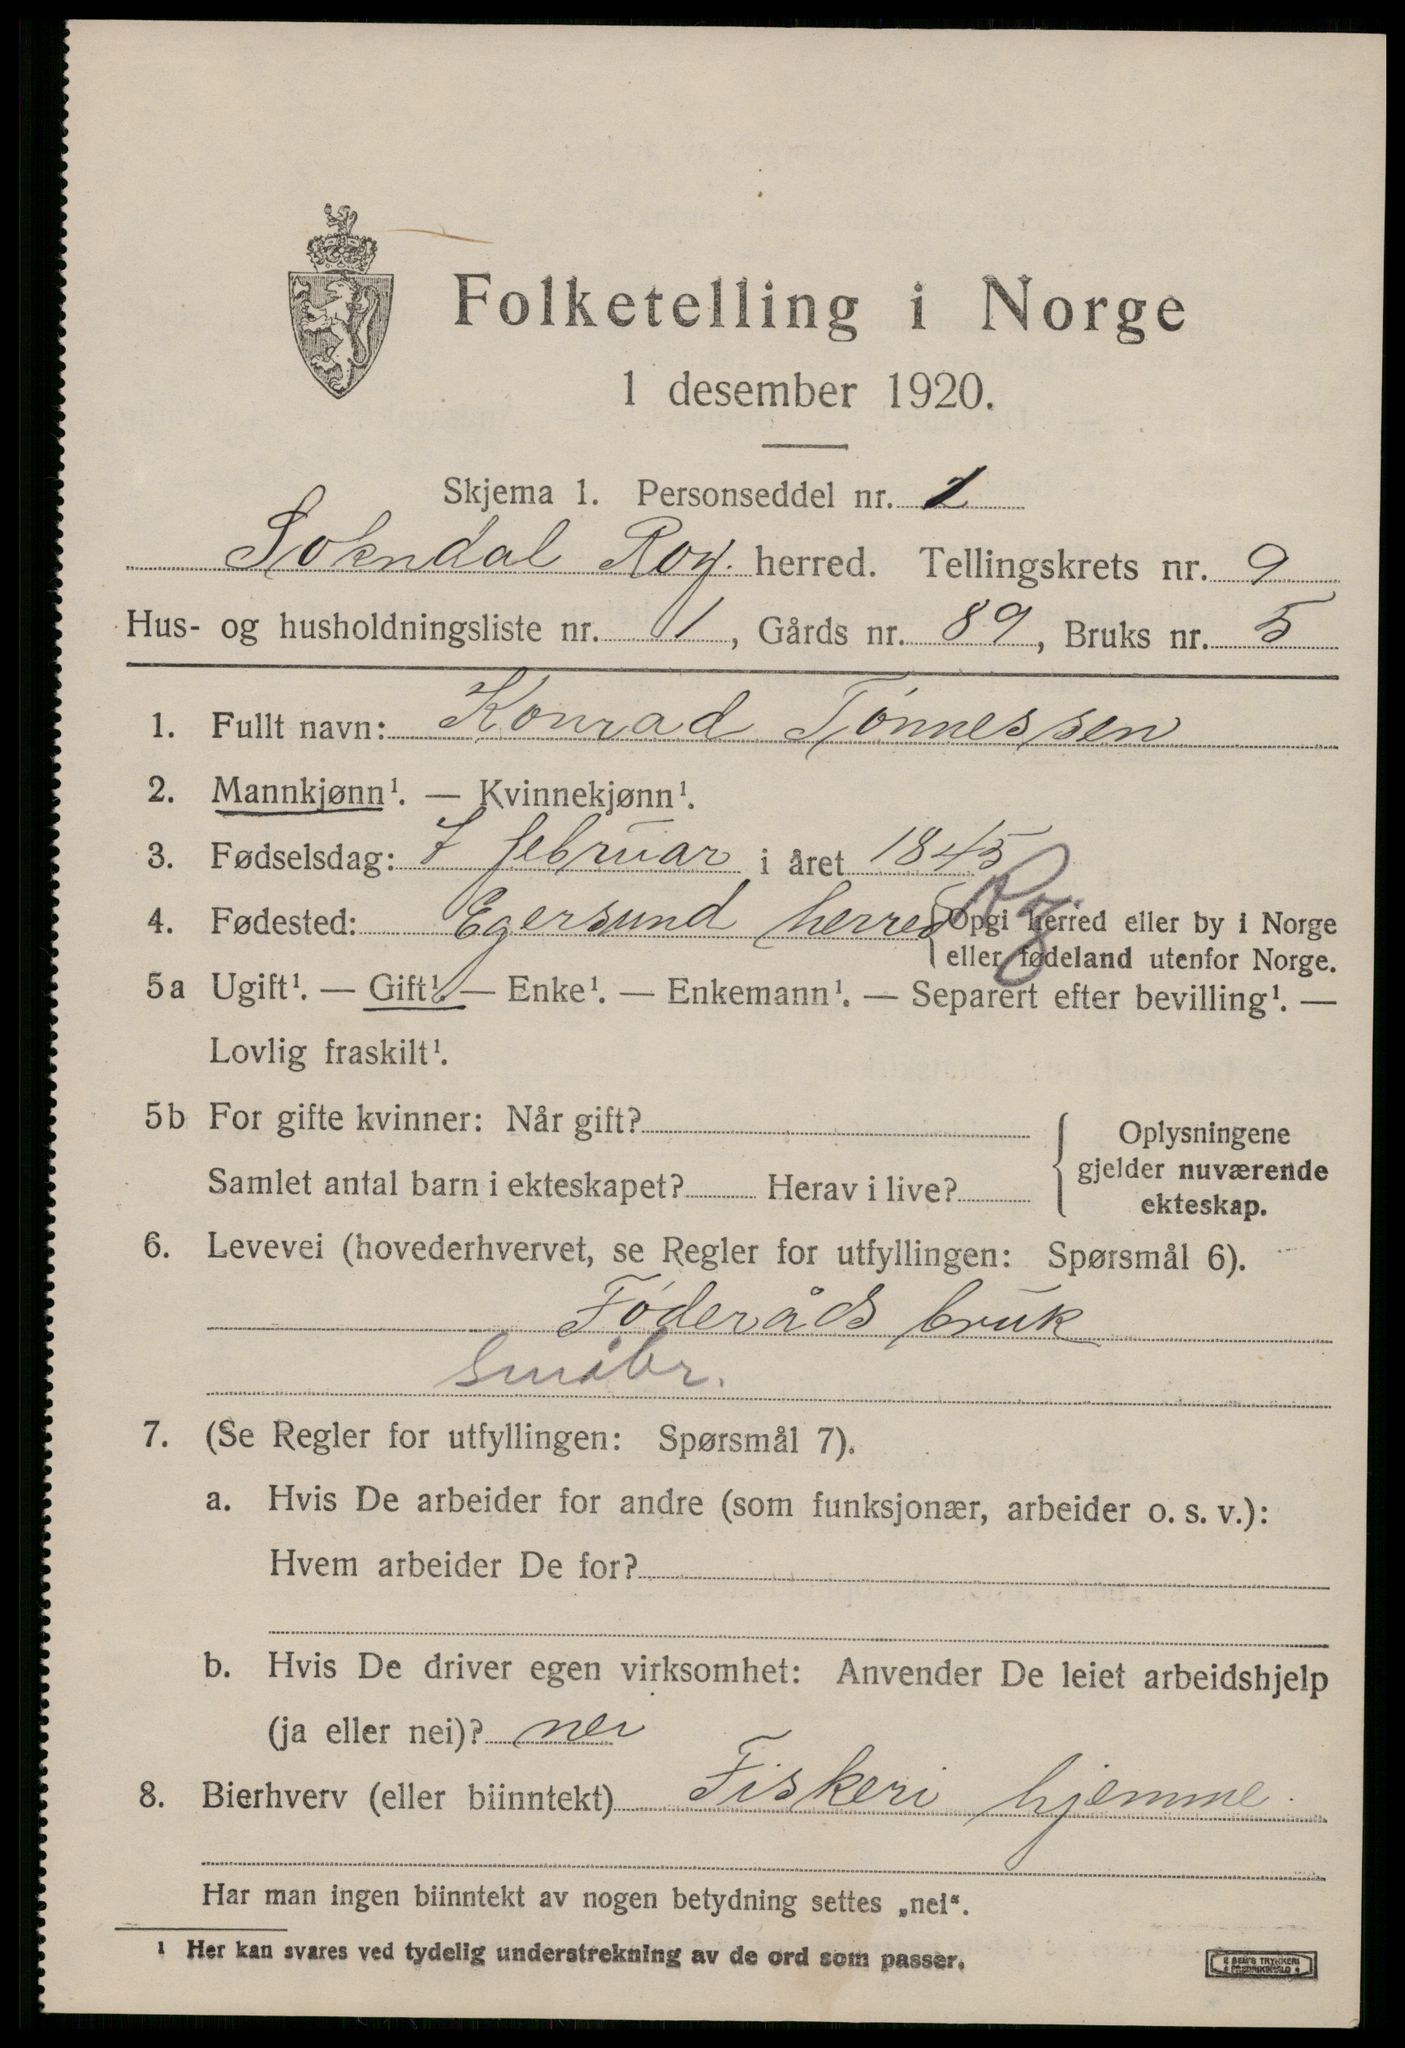 Folketelling i Norge
1 desember 1920.
Skjema 1. Personseddel nr. 1
Sokndal Rog. herred. Tellingskrets nr. 9
Hus- og husholdningsliste nr. 1, Gårds nr. 89, Bruks nr. 5
1. Fullt navn: Konrad Tønnessen
2. Mannkjønn¹. — Kvinnekjønn¹.
3. Fødselsdag: 7 februar i året 1845
4. Fødested: Egersund herred Rog. {Opgi herred eller by i Norge
eller fødeland utenfor Norge.
5a Ugift¹. — Gift¹. — Enke¹. — Enkemann¹. — Separert efter bevilling¹. —
Lovlig fraskilt¹.
5b For gifte kvinner: Når gift? { Oplysningene
gjelder nuværende
Samlet antal barn i ekteskapet? Herav i live? ekteskap.
6. Levevei (hovederhvervet, se Regler for utfyllingen: Spørsmål 6).
Føderåds bruk
Småbr.
7. (Se Regler for utfyllingen: Spørsmål 7).
a. Hvis De arbeider for andre (som funksjonær, arbeider o. s. v.):
Hvem arbeider De for?
b. Hvis De driver egen virksomhet: Anvender De leiet arbeidshjelp
(ja eller nei)? nei
8. Bierhverv (eller biinntekt) Fiskeri hjemme.
Har man ingen biinntekt av nogen betydning settes „nei“.
¹ Her kan svares ved tydelig understrekning av de ord som passer.